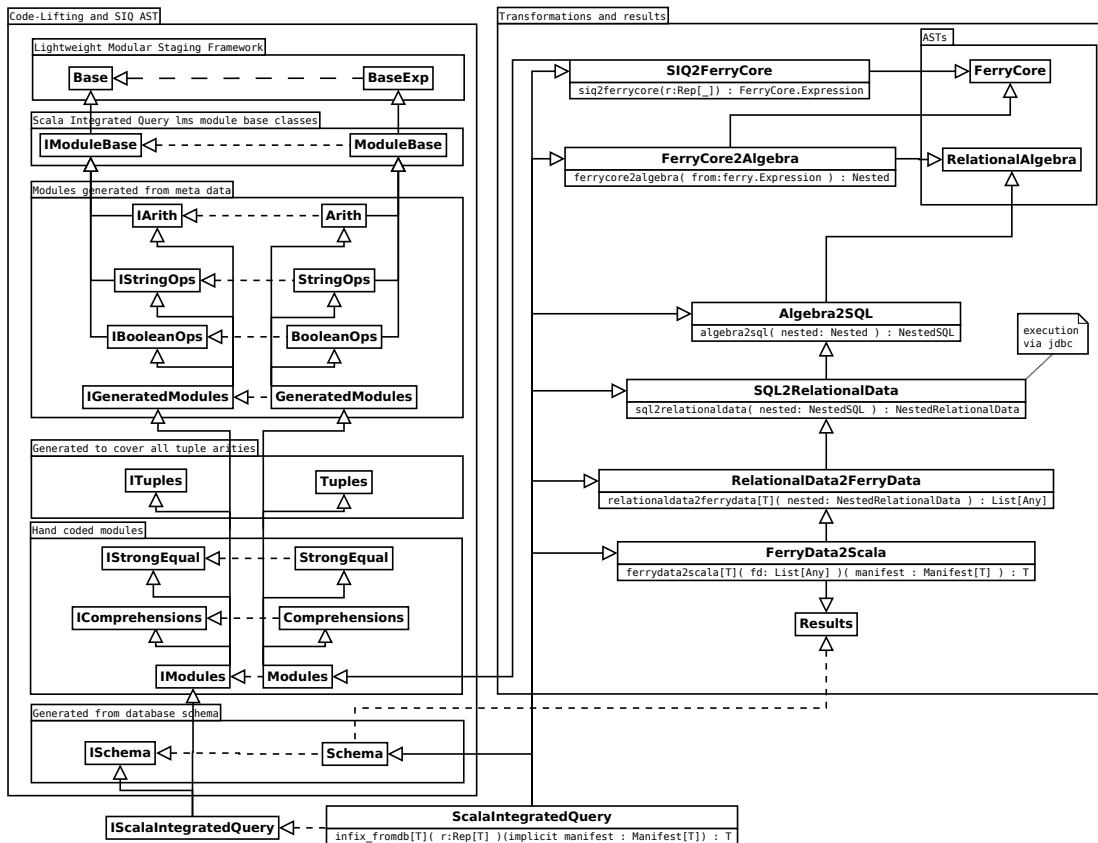 Code-Lifting and SIQ AST
Lightweight Modular Staging Framework
Base
BaseExp
Scala Integrated Query lms module base classes
IModuleBase
ModuleBase
Modules generated from meta data
IArith
Arith
IStringOps
StringOps
IBooleanOps
BooleanOps
IGeneratedModules
GeneratedModules
Generated to cover all tuple arities
ITuples
Tuples
Hand coded modules
IStrongEqual
StrongEqual
IComprehensions
Comprehensions
IModules
Modules
Generated from database schema
ISchema
Schema
IScalaIntegratedQuery
ScalaIntegratedQuery
infix_fromdb[T]( r:Rep[T] )(implicit manifest : Manifest[T]) : T
Transformations and results
ASTs
SIQ2FerryCore
siq2ferrycore(r:Rep[_]) : FerryCore.Expression
FerryCore
FerryCore2Algebra
ferrycore2algebra( from:ferry.Expression ) : Nested
RelationalAlgebra
Algebra2SQL
algebra2sql( nested: Nested ) : NestedSQL
execution
via jdbc
SQL2RelationalData
sql2relationaldata( nested: NestedSQL ) : NestedRelationalData
RelationalData2FerryData
relationaldata2ferrydata[T]( nested: NestedRelationalData ) : List[Any]
FerryData2Scala
ferrydata2scala[T]( fd: List[Any] )( manifest : Manifest[T] ) : T
Results